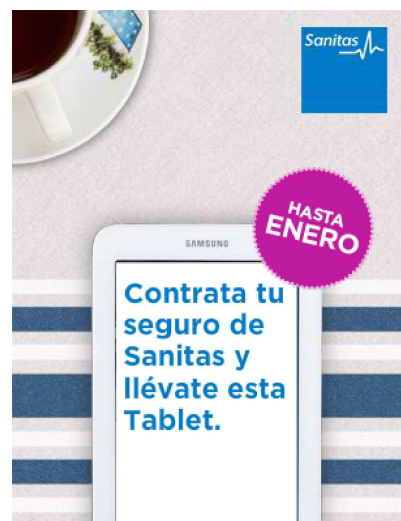 Sanitas
HASTA
ENERO
SAMSUNG
Contrata tu
seguro de
Sanitas y
llévate esta
Tablet.